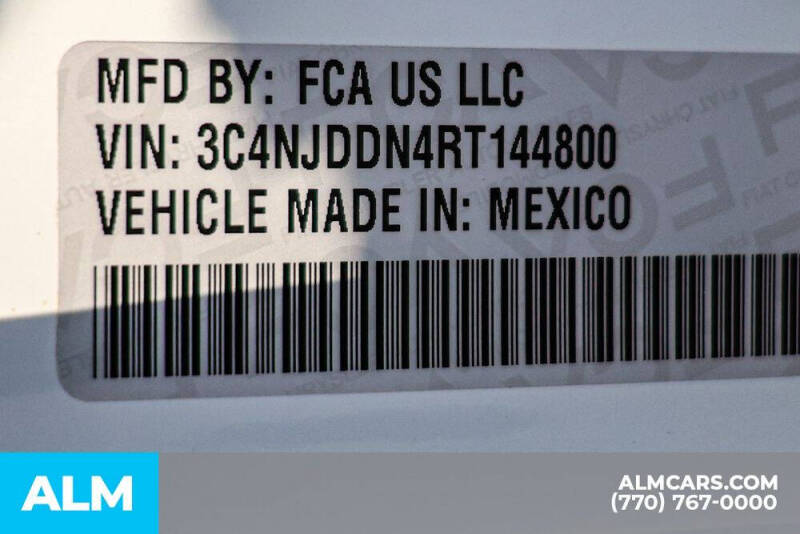 MFD BY: FCA US LLC
VIN: 3C4NJDDN4RT144800
VEHICLE MADE IN: MEXICO
ALM
ALMCARS.COM
(770) 767-0000